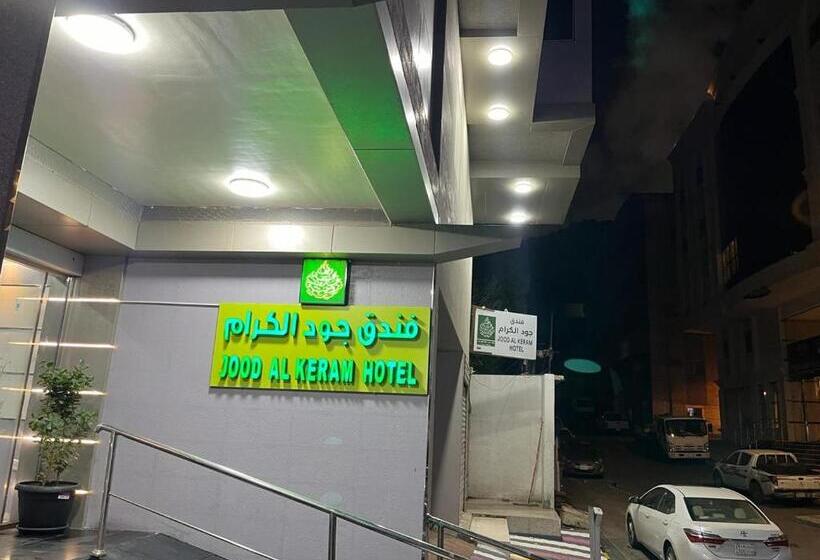 فندق جود الكرام
JOOD AL KERAM HOTEL
فندق
جود الكرام
JOOD AL KERAM
HOTEL